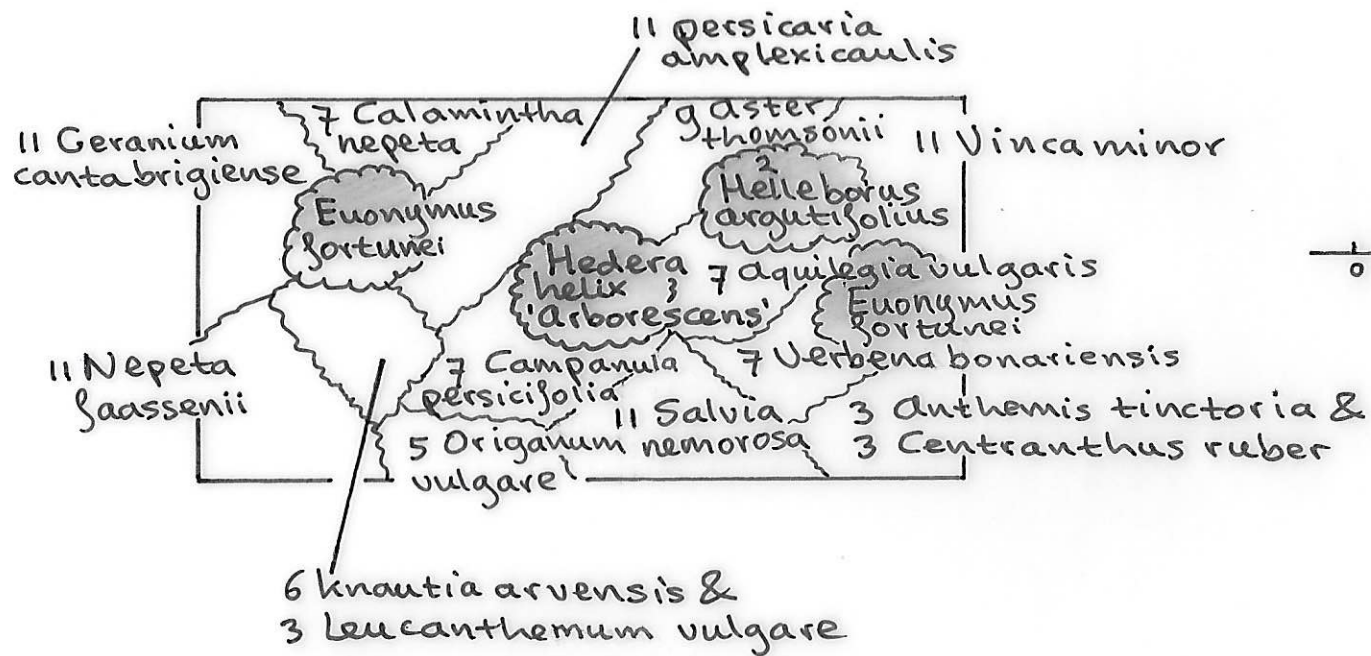 11 persicaria
amplexicaulis
7 Calamintha
nepeta
9 aster
thomsonii
11 Geranium
cantabrigiense
11 Vinca minor
Euonymus
fortunei
2
Helleborus
argutifolius
Hedera
helix 3
'arborescens'
7 aquilegia vulgaris
Euonymus
fortunei
0
11 Nepeta
faassenii
7 Campanula
persicifolia
7 Verbena bonariensis
11 Salvia
nemorosa
3 anthemis tinctoria &
3 Centranthus ruber
5 Origanum
vulgare
6 Knautia arvensis &
3 Leucanthemum vulgare